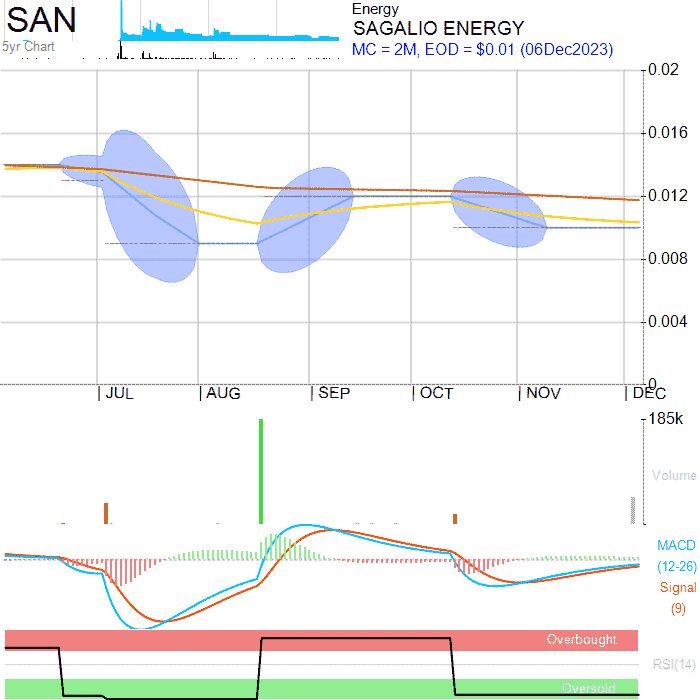 SAN
5yr Chart
Energy
SAGALIO ENERGY
MC = 2M, EOD = $0.01 (06Dec2023)
0.02
0.016
0.012
0.008
0.004
0
JUL
AUG
SEP
OCT
NOV
DEC
185k
Volume
MACD
(12-26)
Signal
(9)
Overbought
RSI(14)
Oversold